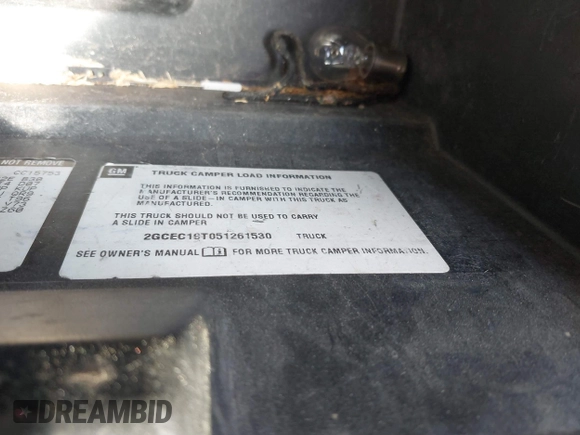 NOT REMOVE
CC15753
GM
TRUCK CAMPER LOAD INFORMATION
THIS INFORMATION IS FURNISHED TO INDICATE THE
MANUFACTURER'S RECOMMENDATION REGARDING THE
USE OF A SLIDE-IN CAMPER WITH THIS TRUCK AS
MANUFACTURED.
THIS TRUCK SHOULD NOT BE USED TO CARRY
A SLIDE IN CAMPER
2GCEC19T051261530 TRUCK
SEE OWNER'S MANUAL FOR MORE TRUCK CAMPER INFORMATION.
DREAMBID